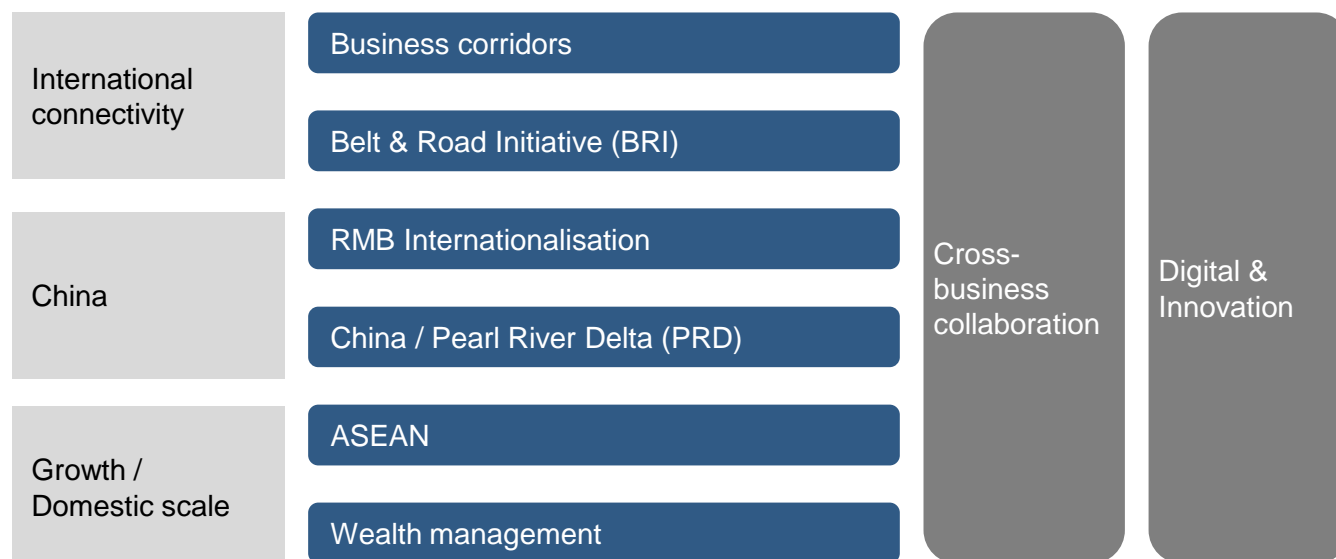 International
connectivity
Business corridors
Belt & Road Initiative (BRI)
China
RMB Internationalisation
China / Pearl River Delta (PRD)
Growth /
Domestic scale
ASEAN
Wealth management
Cross-
business
collaboration
Digital &
Innovation